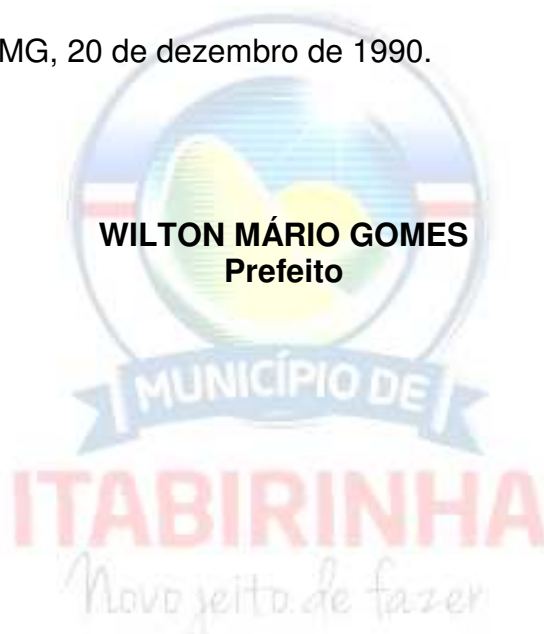 MG, 20 de dezembro de 1990.
WILTON MÁRIO GOMES
Prefeito
MUNICÍPIO DE
ITABIRINHA
Novo jeito de fazer